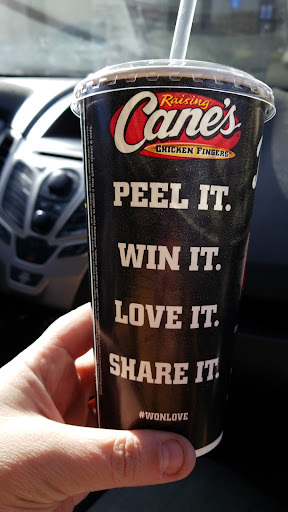 Raising
Cane's
CHICKEN FINGERS
PEEL IT.
WIN IT.
LOVE IT.
SHARE IT.
#WONLOVE